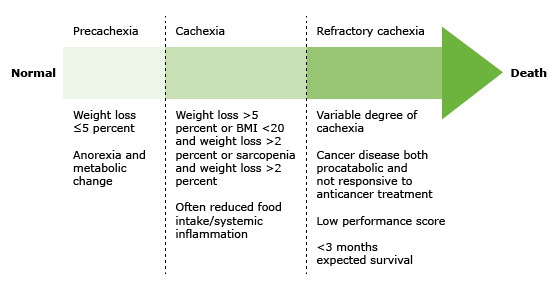 Precachexia
Cachexia
Refractory cachexia
Normal
Death
Weight loss
≤5 percent
Anorexia and
metabolic
change
Weight loss >5
percent or BMI <20
and weight loss >2
percent or sarcopenia
and weight loss >2
percent
Often reduced food
intake/systemic
inflammation
Variable degree of
cachexia
Cancer disease both
procatabolic and
not responsive to
anticancer treatment
Low performance score
<3 months
expected survival